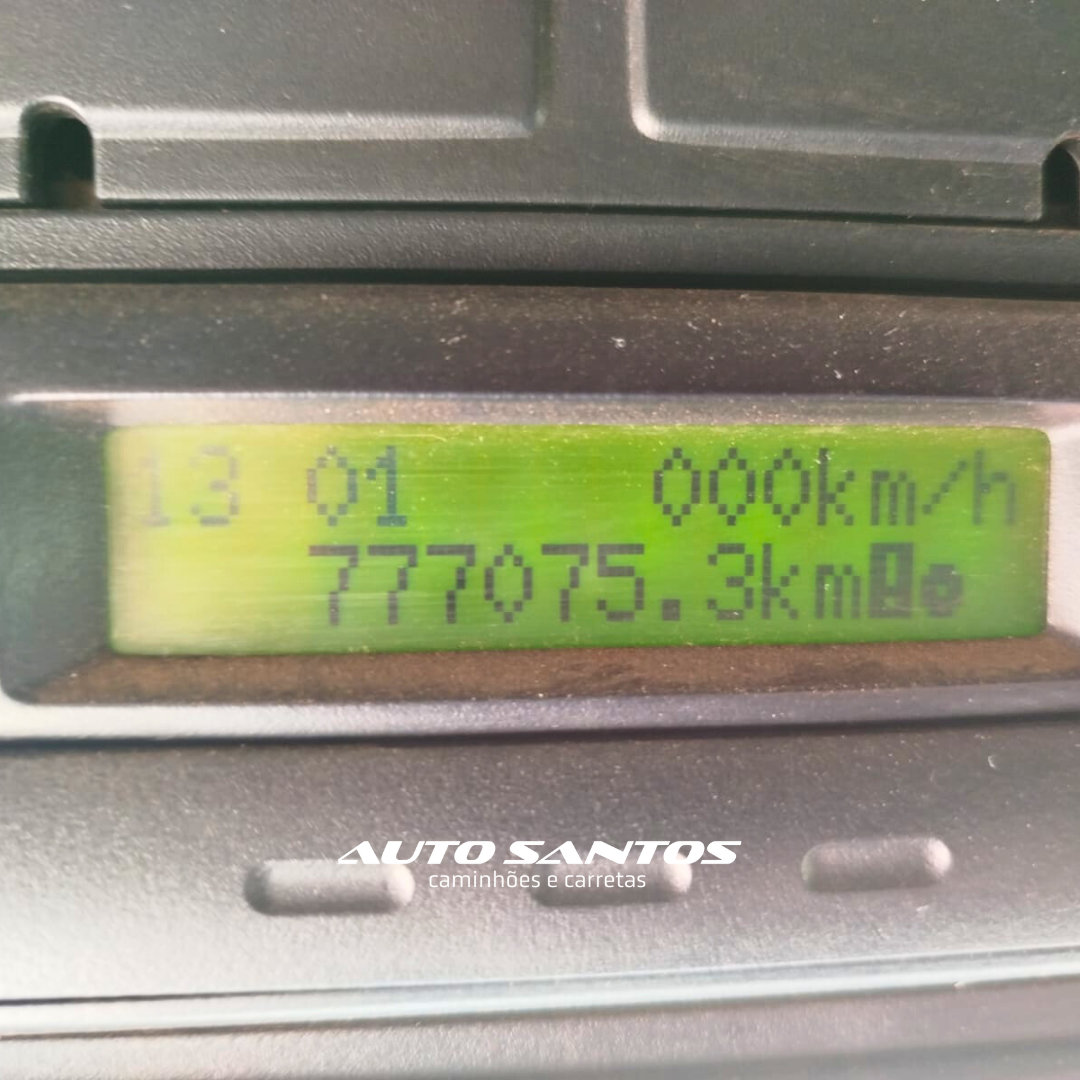 13 01 000km/h
777075.3km
AUTO SANTOS
caminhões e carretas